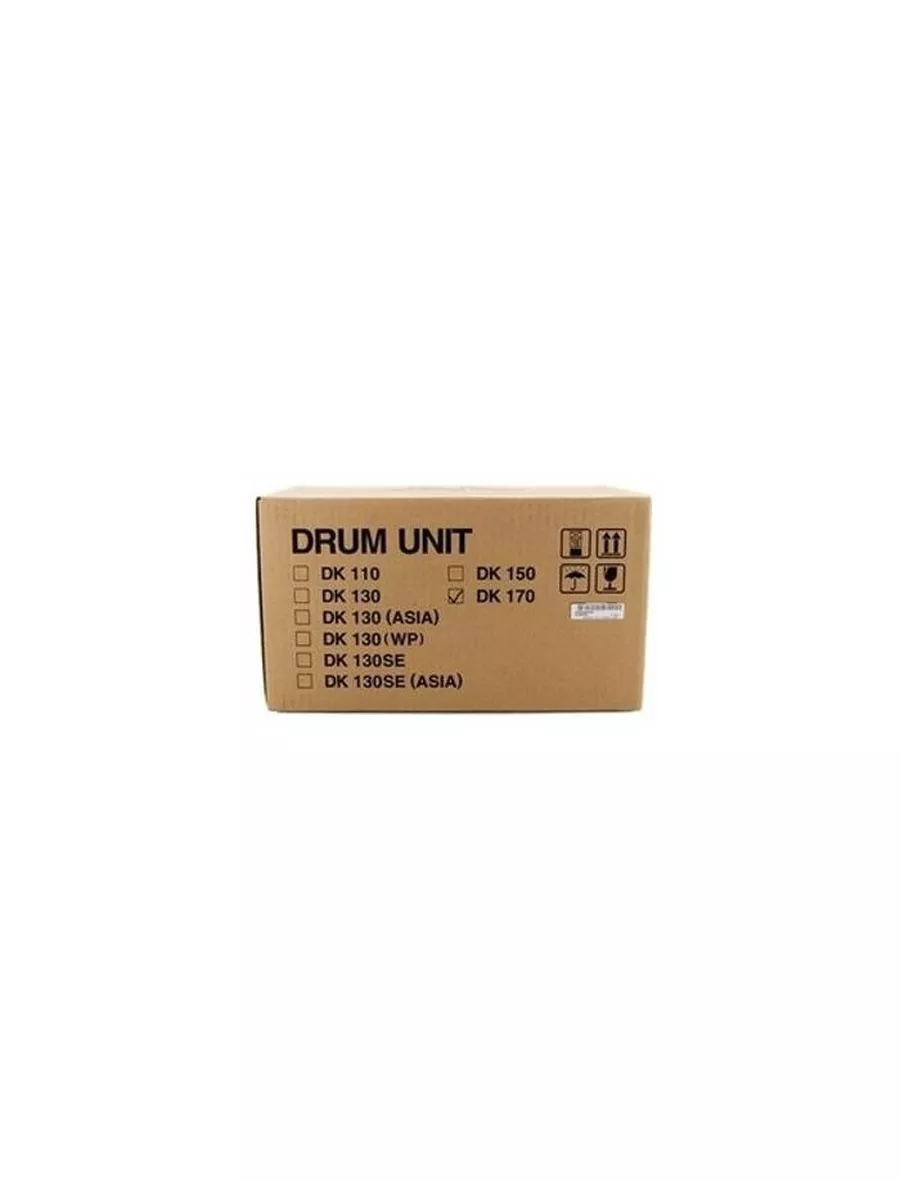 DRUM UNIT
DK 110
DK 130
DK 130 (ASIA)
DK 130 (WP)
DK 130SE
DK 130SE (ASIA)
DK 150
DK 170